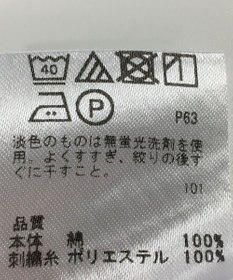 40
P
P63
淡色のものは無蛍光洗剤を使
用。よくすすぎ、絞りの後す
ぐに干すこと。
101
品質
本体 綿 100%
刺繍糸 ポリエステル 100%